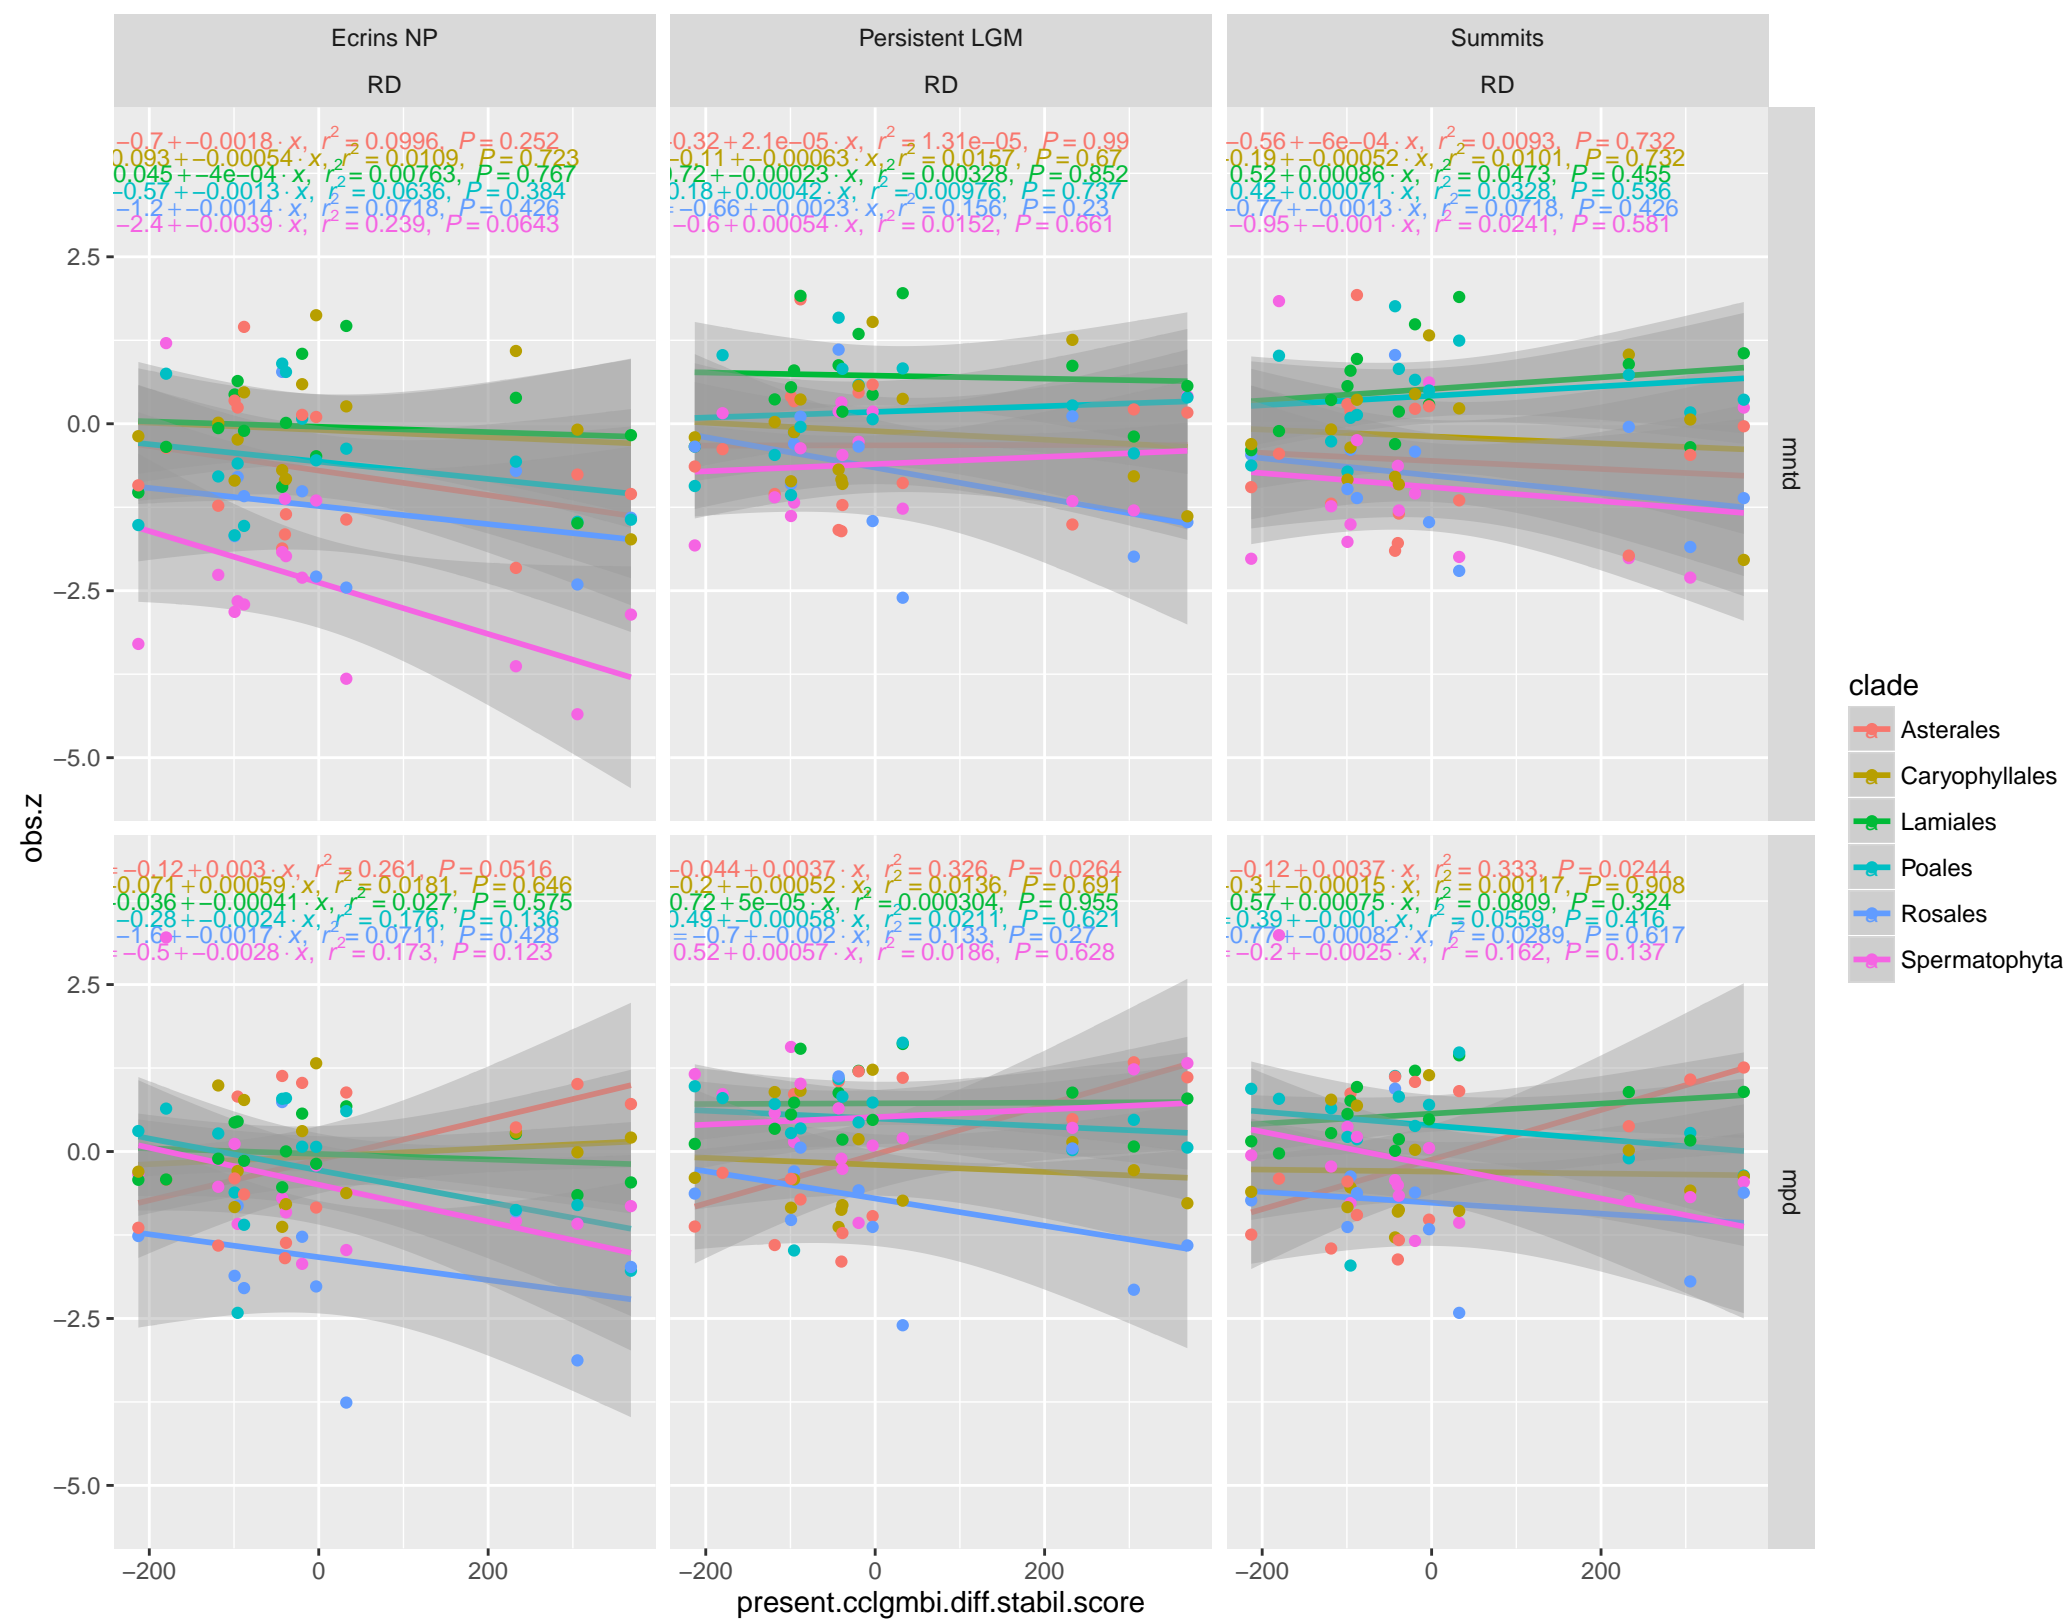 Ecrins NP
Persistent LGM
Summits
RD
RD
RD
−0.7 + −0.0018 · x, r2 = 0.0996, P = 0.252
0.093 + −0.00054 · x, r2 = 0.0109, P = 0.723
0.045 + −4e−04 · x, r2 = 0.00763, P = 0.767
−0.57 + −0.0013 · x, r2 = 0.0636, P = 0.384
−1.2 + −0.0014 · x, r2 = 0.0718, P = 0.426
−2.4 + −0.0039 · x, r2 = 0.239, P = 0.0643
−0.32 + 2.1e−05 · x, r2 = 1.31e−05, P = 0.99
−0.11 + −0.00063 · x, r2 = 0.0157, P = 0.67
.72 + −0.00023 · x, r2 = 0.00328, P = 0.852
0.18 + 0.00042 · x, r2 = 0.00976, P = 0.737
= −0.66 + −0.0023 · x, r2 = 0.156, P = 0.23
−0.6 + 0.00054 · x, r2 = 0.0152, P = 0.661
−0.56 + −6e−04 · x, r2 = 0.0093, P = 0.732
−0.19 + −0.00052 · x, r2 = 0.0101, P = 0.732
0.52 + 0.00086 · x, r2 = 0.0473, P = 0.455
0.42 + 0.00071 · x, r2 = 0.0328, P = 0.536
−0.77 + −0.0013 · x, r2 = 0.0718, P = 0.426
−0.95 + −0.001 · x, r2 = 0.0241, P = 0.581
2.5
0.0
−2.5
−5.0
mntd
= −0.12 + 0.003 · x, r2 = 0.261, P = 0.0516
−0.071 + 0.00059 · x, r2 = 0.0181, P = 0.646
−0.036 + −0.00041 · x, r2 = 0.027, P = 0.575
−0.28 + −0.0024 · x, r2 = 0.176, P = 0.136
−1.6 + −0.0017 · x, r2 = 0.0711, P = 0.428
= −0.5 + −0.0028 · x, r2 = 0.173, P = 0.123
−0.044 + 0.0037 · x, r2 = 0.326, P = 0.0264
−0.2 + −0.00052 · x, r2 = 0.0136, P = 0.691
0.72 + 5e−05 · x, r2 = 0.000304, P = 0.955
0.49 + −0.00058 · x, r2 = 0.0211, P = 0.621
= −0.7 + −0.002 · x, r2 = 0.133, P = 0.27
0.52 + 0.00057 · x, r2 = 0.0186, P = 0.628
−0.12 + 0.0037 · x, r2 = 0.333, P = 0.0244
−0.3 + −0.00015 · x, r2 = 0.00117, P = 0.908
0.57 + 0.00075 · x, r2 = 0.0809, P = 0.324
0.39 + −0.001 · x, r2 = 0.0559, P = 0.416
−0.77 + −0.00082 · x, r2 = 0.0289, P = 0.617
= −0.2 + −0.0025 · x, r2 = 0.162, P = 0.137
2.5
0.0
−2.5
−5.0
mpd
−200 0 200
−200 0 200
−200 0 200
present.cclgmbi.diff.stabil.score
obs.z
clade
Asterales
Caryophyllales
Lamiales
Poales
Rosales
Spermatophyta